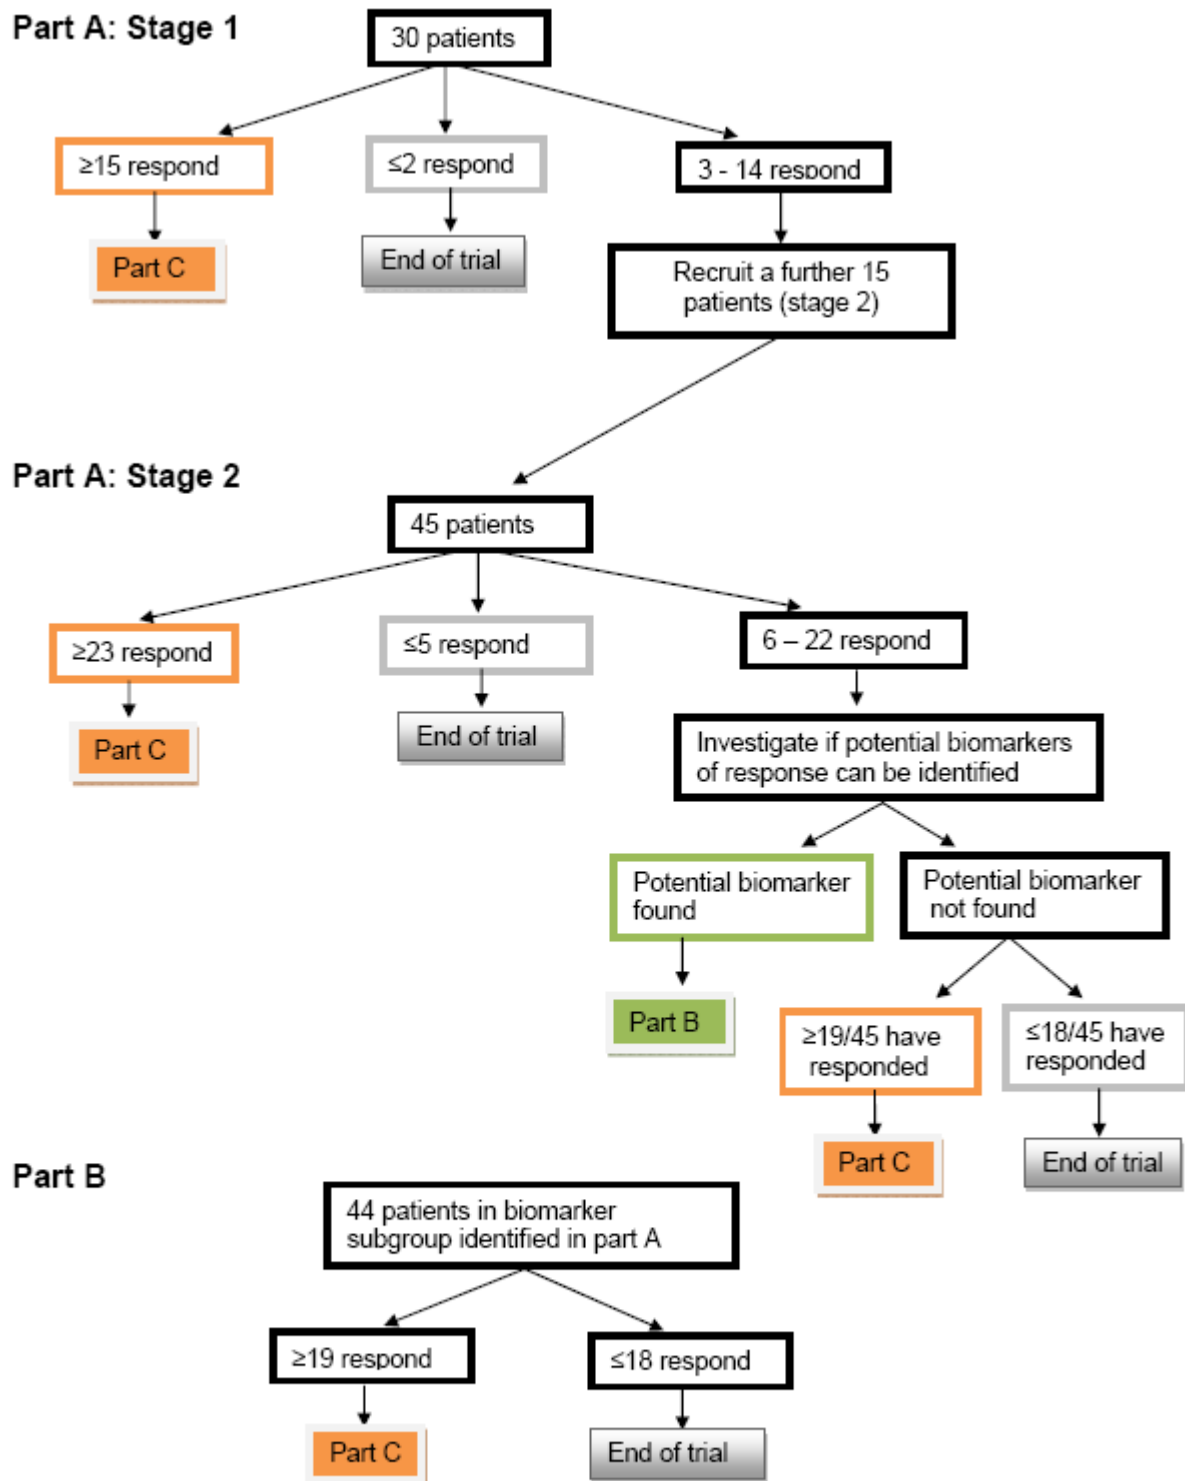 Part A: Stage 1
30 patients
≥15 respond
≤2 respond
3 - 14 respond
Part C
End of trial
Recruit a further 15
patients (stage 2)
Part A: Stage 2
45 patients
≥23 respond
≤5 respond
6 – 22 respond
Part C
End of trial
Investigate if potential biomarkers
of response can be identified
Potential biomarker
found
Potential biomarker
not found
Part B
≥19/45 have
responded
≤18/45 have
responded
Part C
End of trial
Part B
44 patients in biomarker
subgroup identified in part A
≥19 respond
≤18 respond
Part C
End of trial